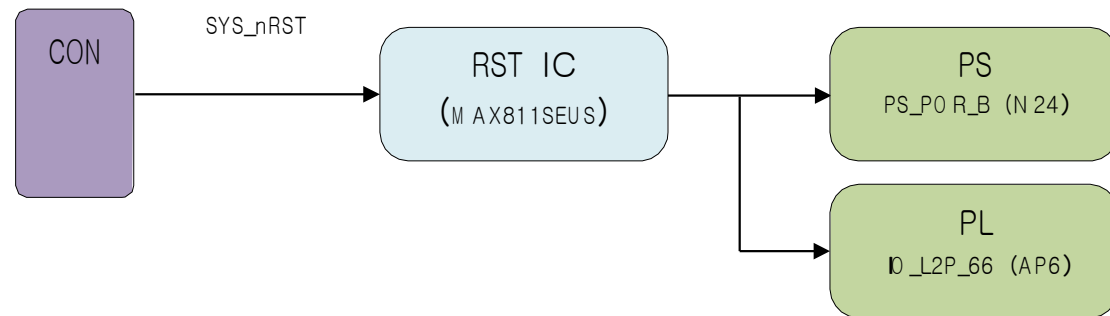 SYS_nRST
CON
RST IC
(MAX811SEUS)
PS
PS_POR_B (N24)
PL
IO_L2P_66 (AP6)